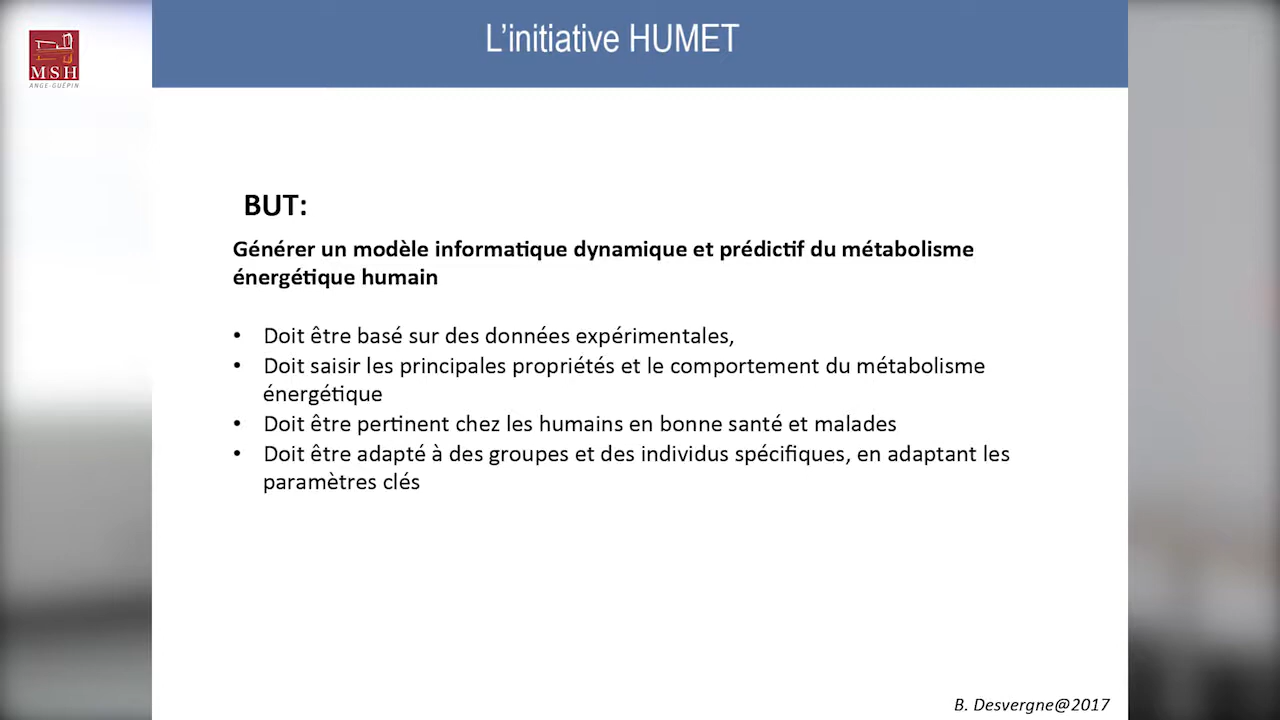 L'initiative HUMET
MSH
ANGE-GUÉPIN
BUT:
Générer un modèle informatique dynamique et prédictif du métabolisme
énergétique humain
• Doit être basé sur des données expérimentales,
• Doit saisir les principales propriétés et le comportement du métabolisme
énergétique
• Doit être pertinent chez les humains en bonne santé et malades
• Doit être adapté à des groupes et des individus spécifiques, en adaptant les
paramètres clés
B. Desvergne@2017